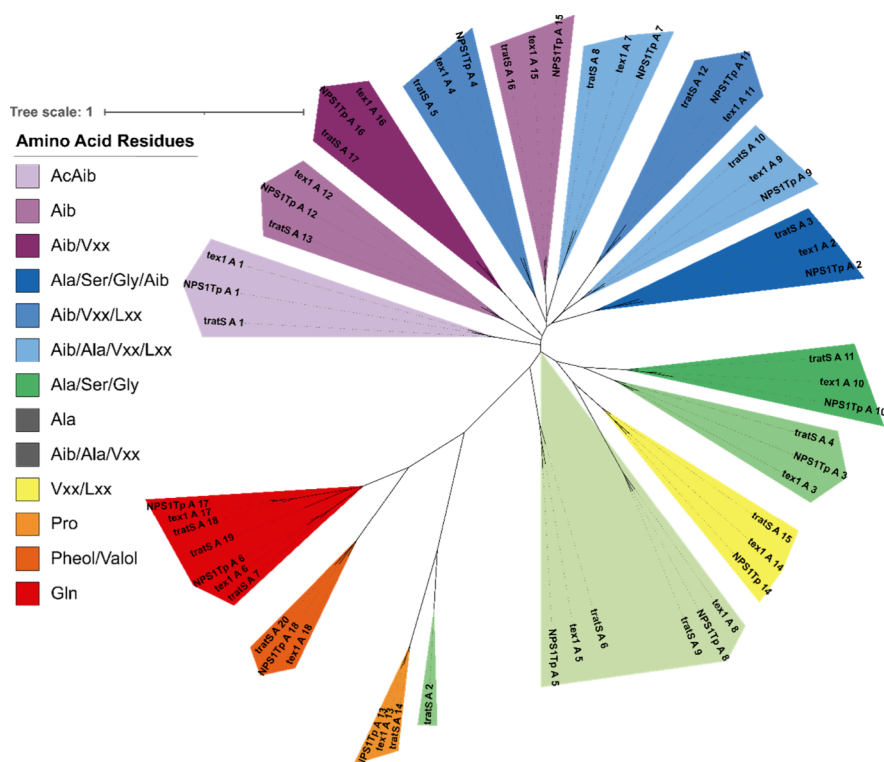 Tree scale: 1
Amino Acid Residues
AcAib
Aib
Aib/Vxx
Ala/Ser/Gly/Aib
Aib/Vxx/Lxx
Aib/Ala/Vxx/Lxx
Ala/Ser/Gly
Ala
Aib/Ala/Vxx
Vxx/Lxx
Pro
Pheol/Valol
Gln
tex1 A 1
NPS1Tp A 1
tratS A 1
tex1 A 12
NPS1Tp A 12
tratS A 13
tex1 A 16
NPS1Tp A 16
tratS A 17
NPS1Tp A 4
tex1 A 4
tratS A 5
NPS1Tp A 15
tex1 A 15
tratS A 16
NPS1Tp A 7
tex1 A 7
tratS A 8
tratS A 12
NPS1Tp A 11
tex1 A 11
tratS A 10
tex1 A 9
NPS1Tp A 9
tratS A 3
tex1 A 2
NPS1Tp A 2
tratS A 11
tex1 A 10
NPS1Tp A 10
tratS A 4
NPS1Tp A 3
tex1 A 3
tratS A 15
tex1 A 14
NPS1Tp 14
tex1 A 8
NPS1Tp A 8
tratS A 9
tratS A 6
tex1 A 5
NPS1Tp A 5
tratS A 2
tratS A 14
tex1 A 13
NPS1Tp A 13
tratS A 20
NPS1Tp A 18
tex1 A 18
NPS1Tp A 17
tex1 A 17
tratS A 18
tratS A 19
NPS1Tp A 6
tex1 A 6
tratS A 7